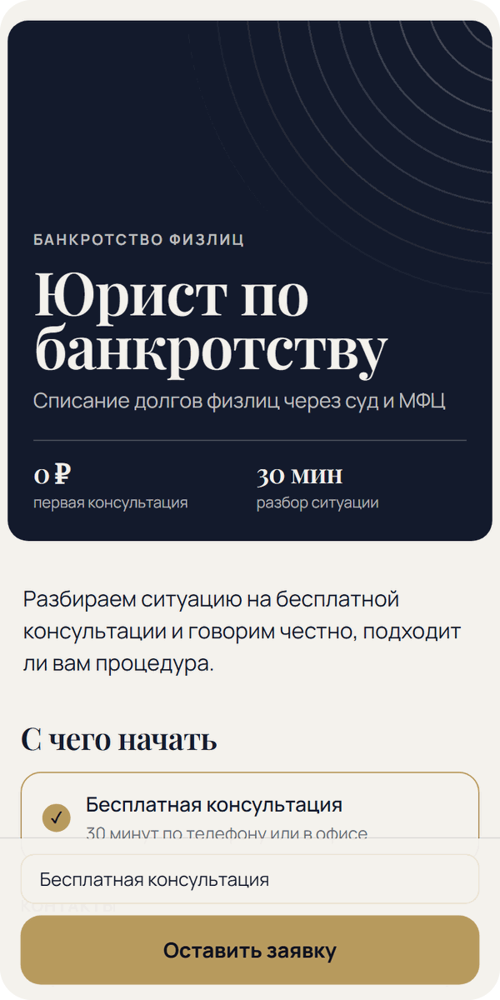 БАНКРОТСТВО ФИЗЛИЦ
Юрист по
банкротству
Списание долгов физлиц через суд и МФЦ
0 ₽
первая консультация
30 мин
разбор ситуации
Разбираем ситуацию на бесплатной
консультации и говорим честно, подходит
ли вам процедура.
С чего начать
✓
Бесплатная консультация
30 минут по телефону или в офисе
Бесплатная консультация
КОНТАКТЫ
Оставить заявку